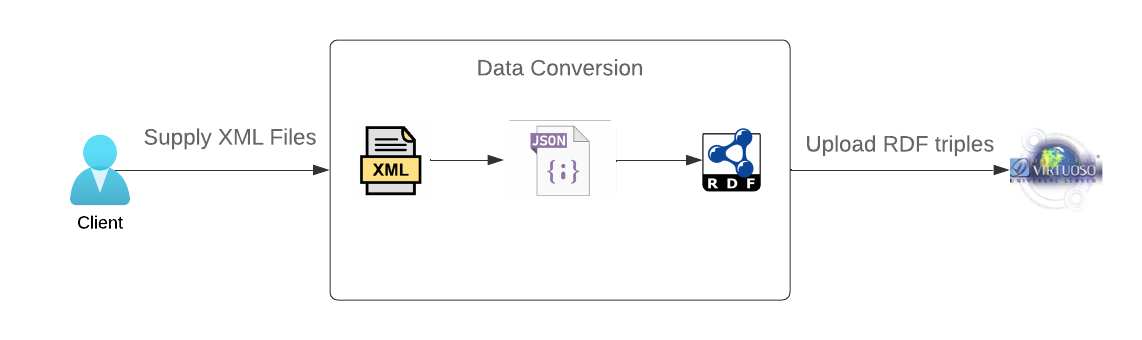 Data Conversion
Supply XML Files
XML
JSON
{;}
RDF
Upload RDF triples
VIRTUOSO
Client